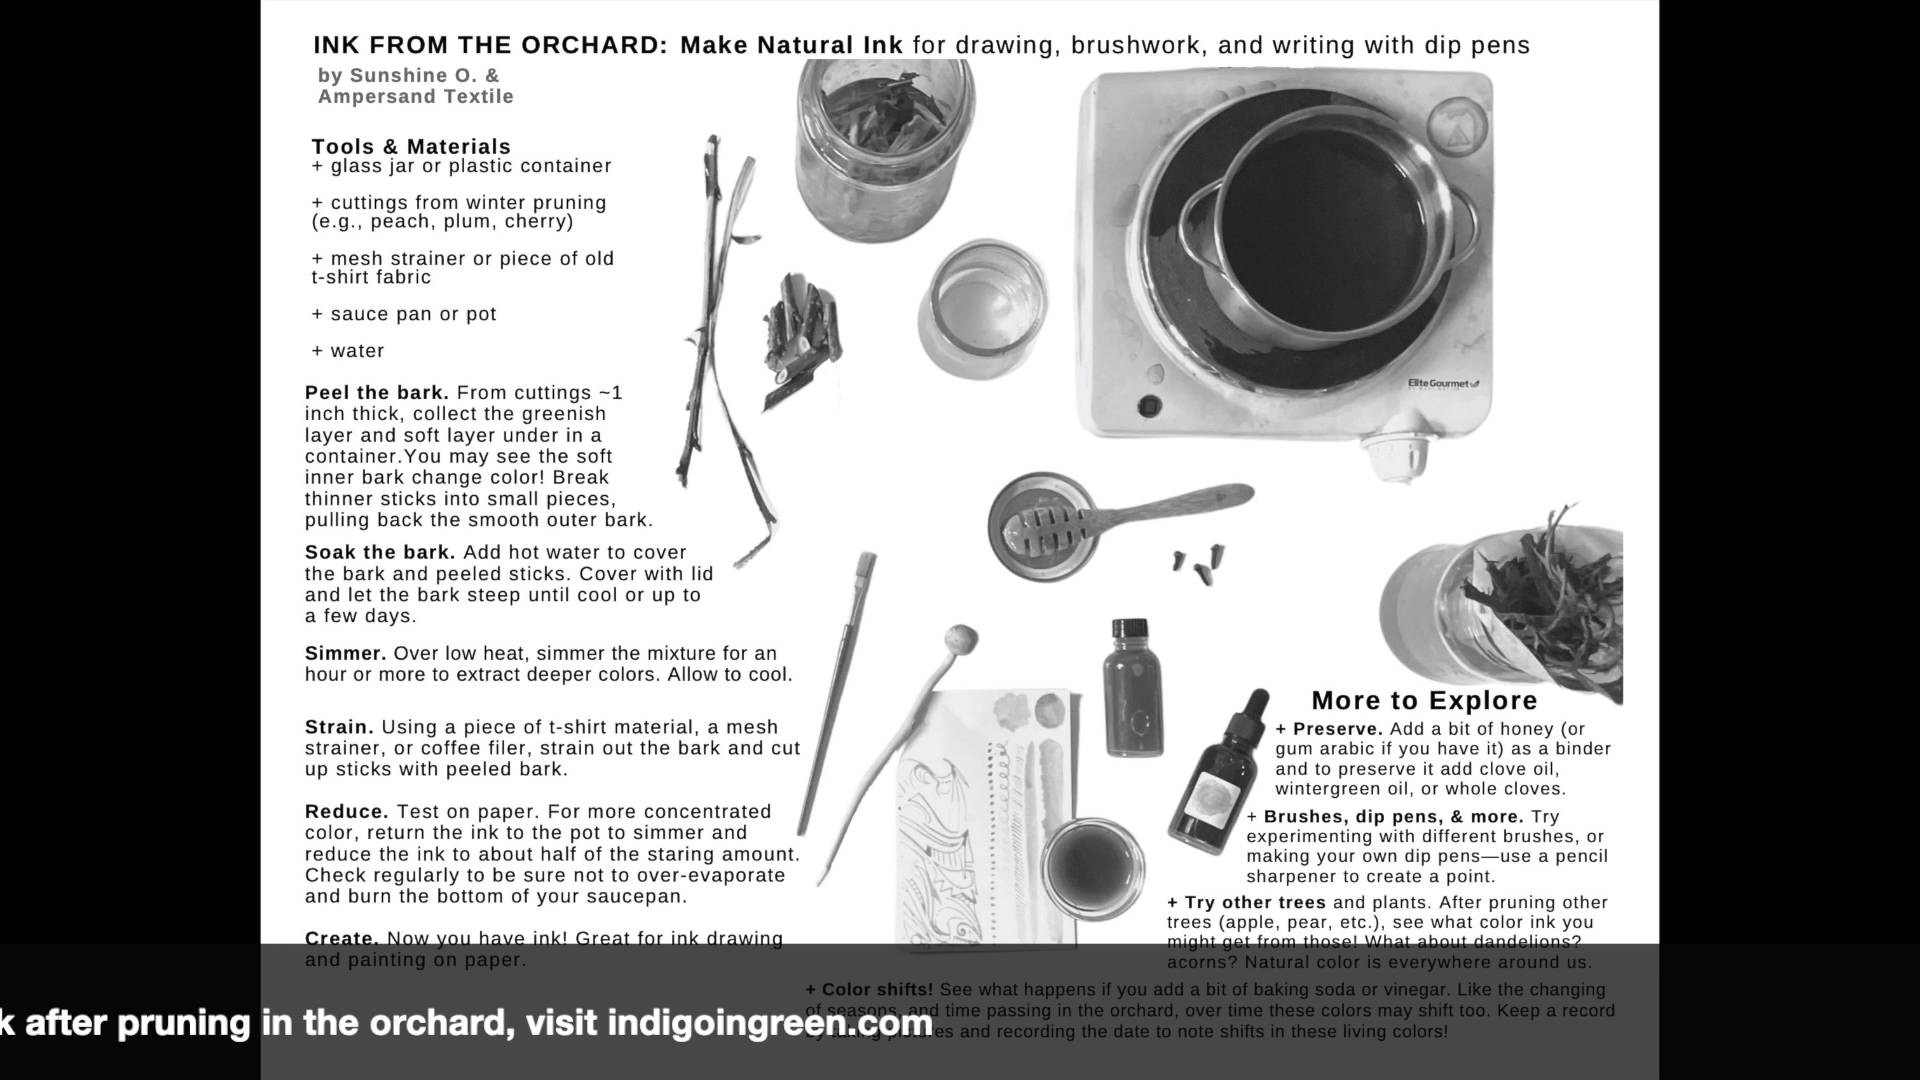 INK FROM THE ORCHARD: Make Natural Ink for drawing, brushwork, and writing with dip pens
by Sunshine O. &
Ampersand Textile
Tools & Materials
+ glass jar or plastic container
+ cuttings from winter pruning
(e.g., peach, plum, cherry)
+ mesh strainer or piece of old
t-shirt fabric
+ sauce pan or pot
+ water
Peel the bark. From cuttings ~1
inch thick, collect the greenish
layer and soft layer under in a
container.You may see the soft
inner bark change color! Break
thinner sticks into small pieces,
pulling back the smooth outer bark.
Soak the bark. Add hot water to cover
the bark and peeled sticks. Cover with lid
and let the bark steep until cool or up to
a few days.
Simmer. Over low heat, simmer the mixture for an
hour or more to extract deeper colors. Allow to cool.
Strain. Using a piece of t-shirt material, a mesh
strainer, or coffee filer, strain out the bark and cut
up sticks with peeled bark.
Reduce. Test on paper. For more concentrated
color, return the ink to the pot to simmer and
reduce the ink to about half of the staring amount.
Check regularly to be sure not to over-evaporate
and burn the bottom of your saucepan.
Create. Now you have ink! Great for ink drawing
and painting on paper.
Elite Gourmet
More to Explore
+ Preserve. Add a bit of honey (or
gum arabic if you have it) as a binder
and to preserve it add clove oil,
wintergreen oil, or whole cloves.
+ Brushes, dip pens, & more. Try
experimenting with different brushes, or
making your own dip pens—use a pencil
sharpener to create a point.
+ Try other trees and plants. After pruning other
trees (apple, pear, etc.), see what color ink you
might get from those! What about dandelions?
acorns? Natural color is everywhere around us.
+ Color shifts! See what happens if you add a bit of baking soda or vinegar. Like the changing
of seasons, and time passing in the orchard, over time these colors may shift too. Keep a record
by taking pictures and recording the date to note shifts in these living colors!
k after pruning in the orchard, visit indigoingreen.com